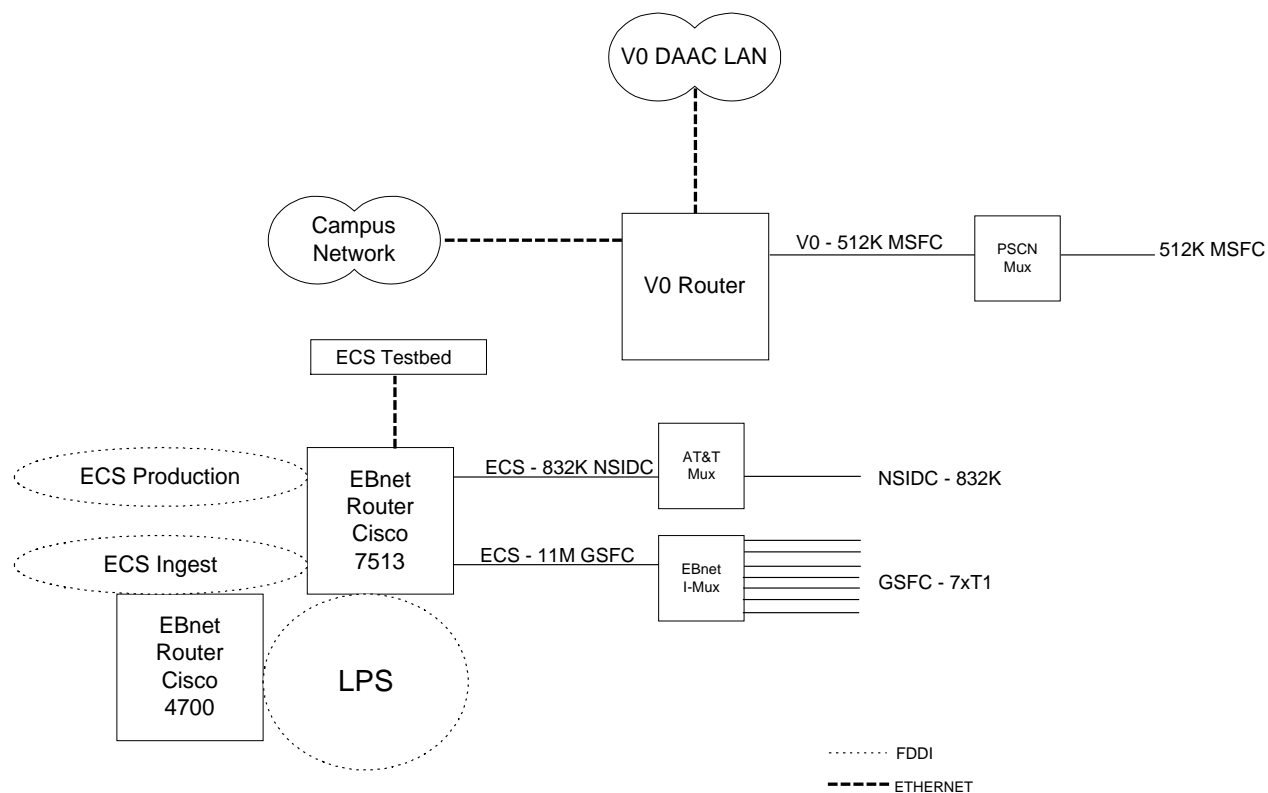 V0 DAAC LAN
Campus
Network
V0 Router
V0 - 512K MSFC
PSCN
Mux
512K MSFC
ECS Testbed
ECS Production
EBnet
Router
Cisco
7513
ECS - 832K NSIDC
AT&T
Mux
NSIDC - 832K
ECS Ingest
ECS - 11M GSFC
EBnet
I-Mux
GSFC - 7xT1
EBnet
Router
Cisco
4700
LPS
FDDI
ETHERNET